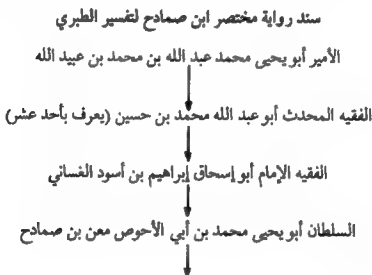 سند رواية مختصر ابن صمادح لتفسير الطبري
الأمير أبو يحيى محمد عبد الله بن محمد بن عبيد الله
الفقيه المحدث أبو عبد الله محمد بن حسين (يعرف بأحد عشر)
الفقيه الإمام أبو إسحاق إبراهيم بن أسود الغساني
السلطان أبو يحيى محمد بن أبي الأحوص معن بن صمادح